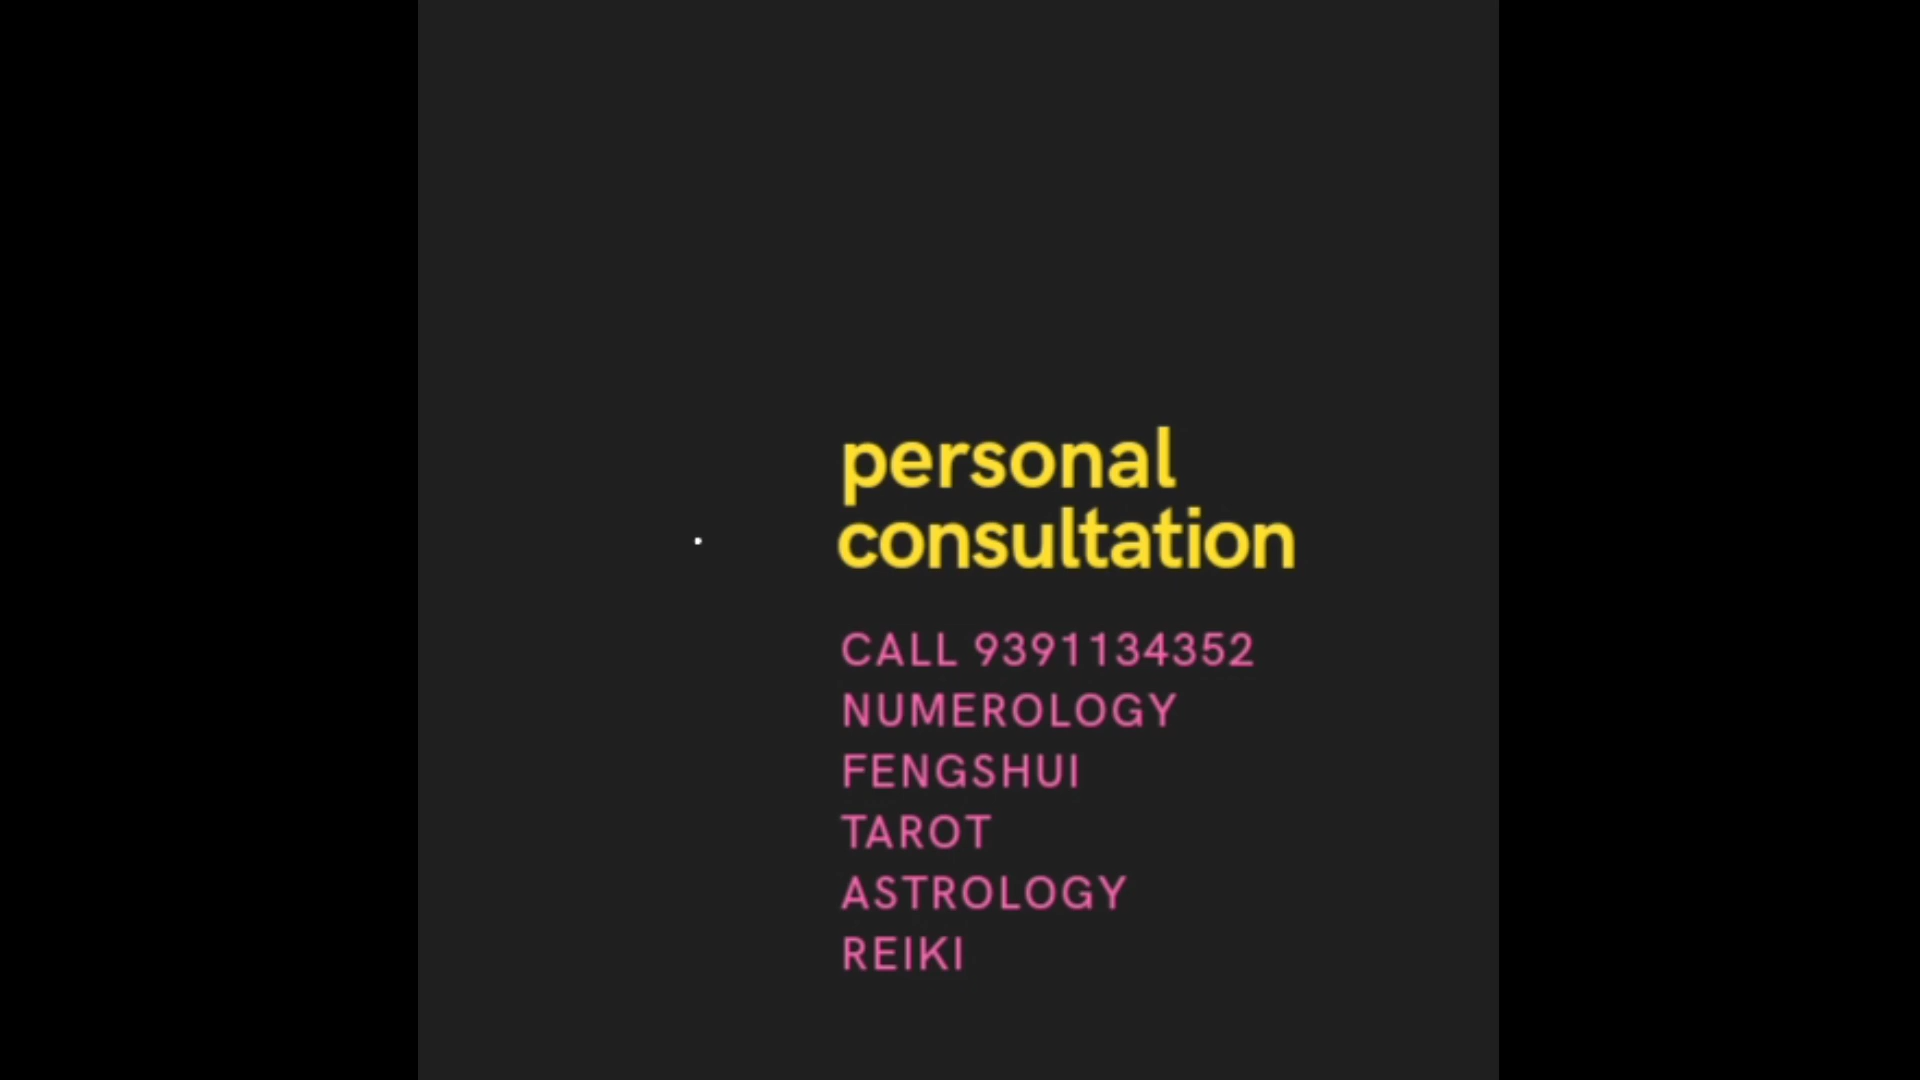 personal
consultation
CALL 9391134352
NUMEROLOGY
FENGSHUI
TAROT
ASTROLOGY
REIKI